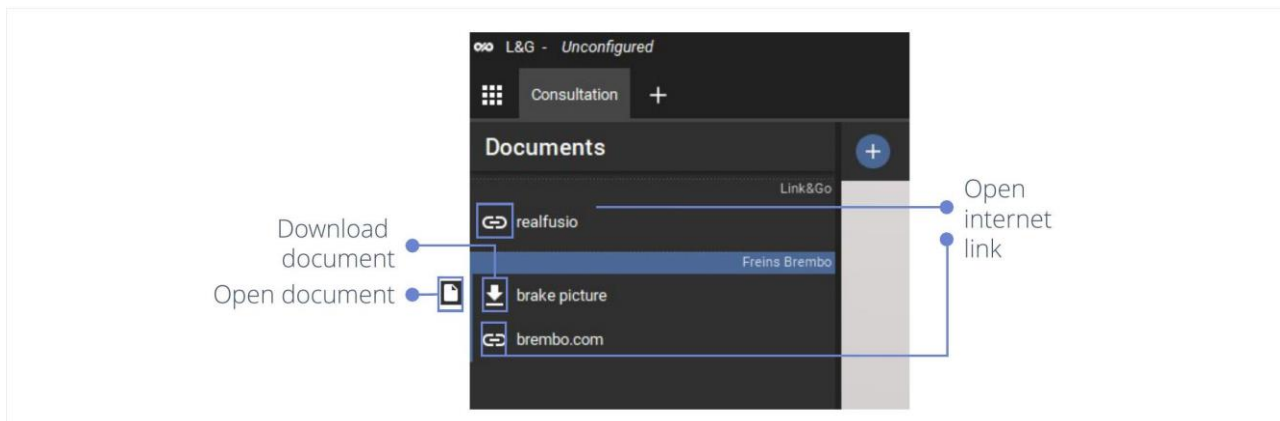 L&G - Unconfigured
Consultation
Documents
Link&Go
realfusio
Freins Brembo
brake picture
brembo.com
Download
document
Open document
Open
internet
link